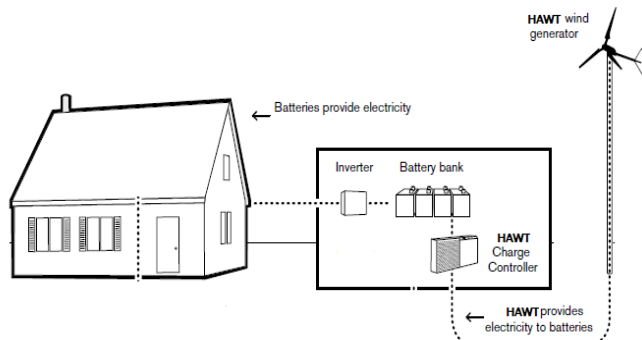 HAWT wind
generator
Batteries provide electricity
Inverter
Battery bank
HAWT
Charge
Controller
HAWT provides
electricity to batteries